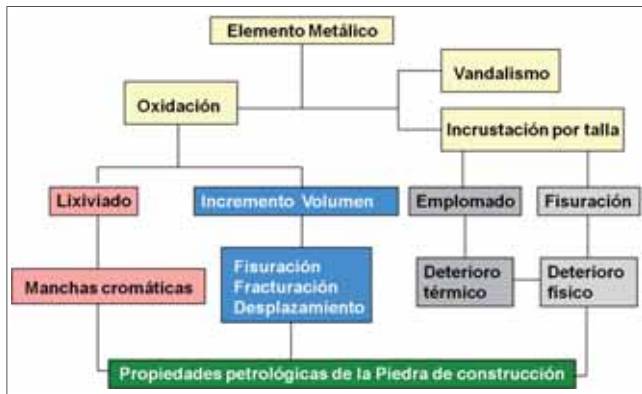 Elemento Metálico
Vandalismo
Oxidación
Incrustación por talla
Lixiviado
Incremento Volumen
Emplomado
Fisuración
Manchas cromáticas
Fisuración
Fracturación
Desplazamiento
Deterioro
térmico
Deterioro
físico
Propiedades petrológicas de la Piedra de construcción